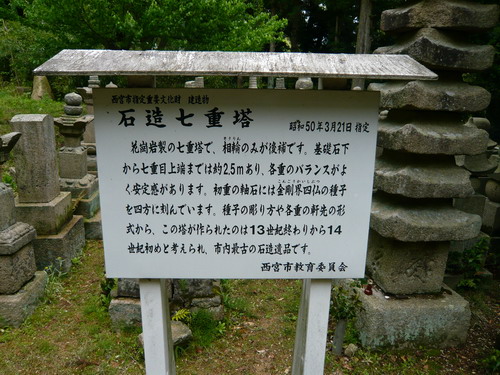 西宮市指定重要文化財 建造物
石造七重塔
昭和50年3月21日 指定
花崗岩製の七重塔で、相輪のみが後補です。基礎石下
から七重目上端までは約2.5mあり、各重のバランスがよ
く安定感があります。初重の軸石には金剛界四仏の種子
を四方に刻んでいます。種子の彫り方や各重の軒先の形
式から、この塔が作られたのは13世紀終わりから14
世紀初めと考えられ、市内最古の石造遺品です。
西宮市教育委員会